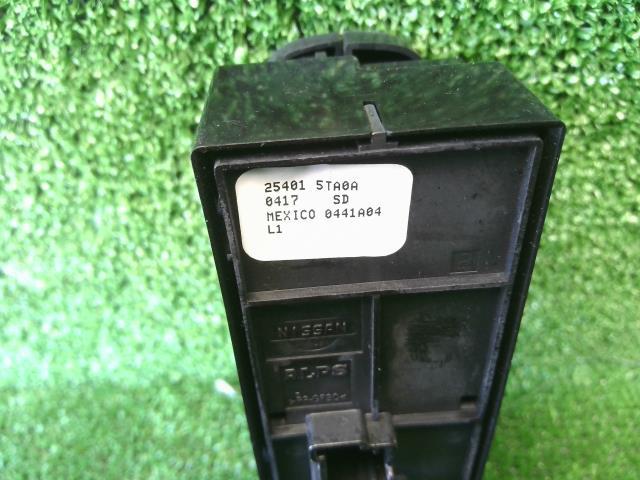 25401 5TA0A
0417 SD
MEXICO 0441A04
L1
NISSAN
ALPS